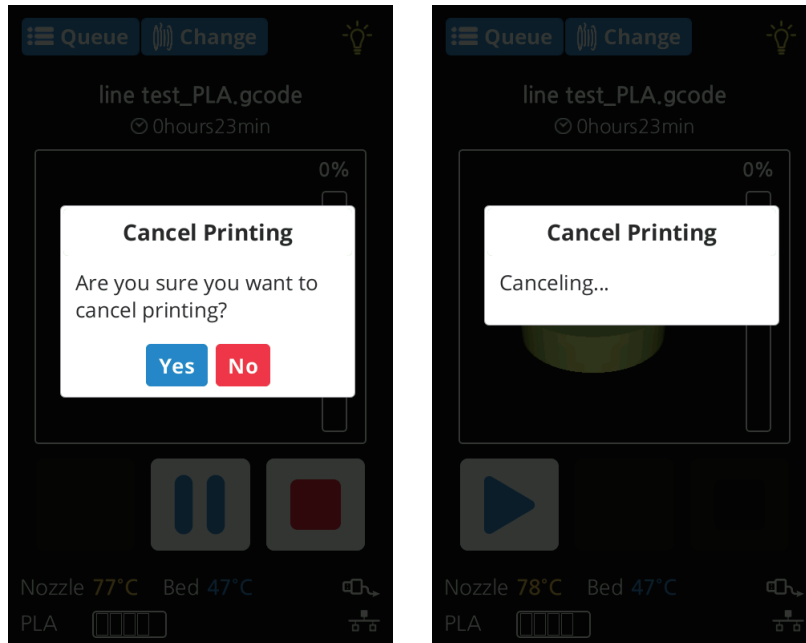 Queue Change
line test_PLA.gcode
0hours23min
0%
Cancel Printing
Are you sure you want to
cancel printing?
Yes No
Nozzle 77°C Bed 47°C
PLA
Queue Change
line test_PLA.gcode
0hours23min
0%
Cancel Printing
Canceling...
Nozzle 78°C Bed 47°C
PLA